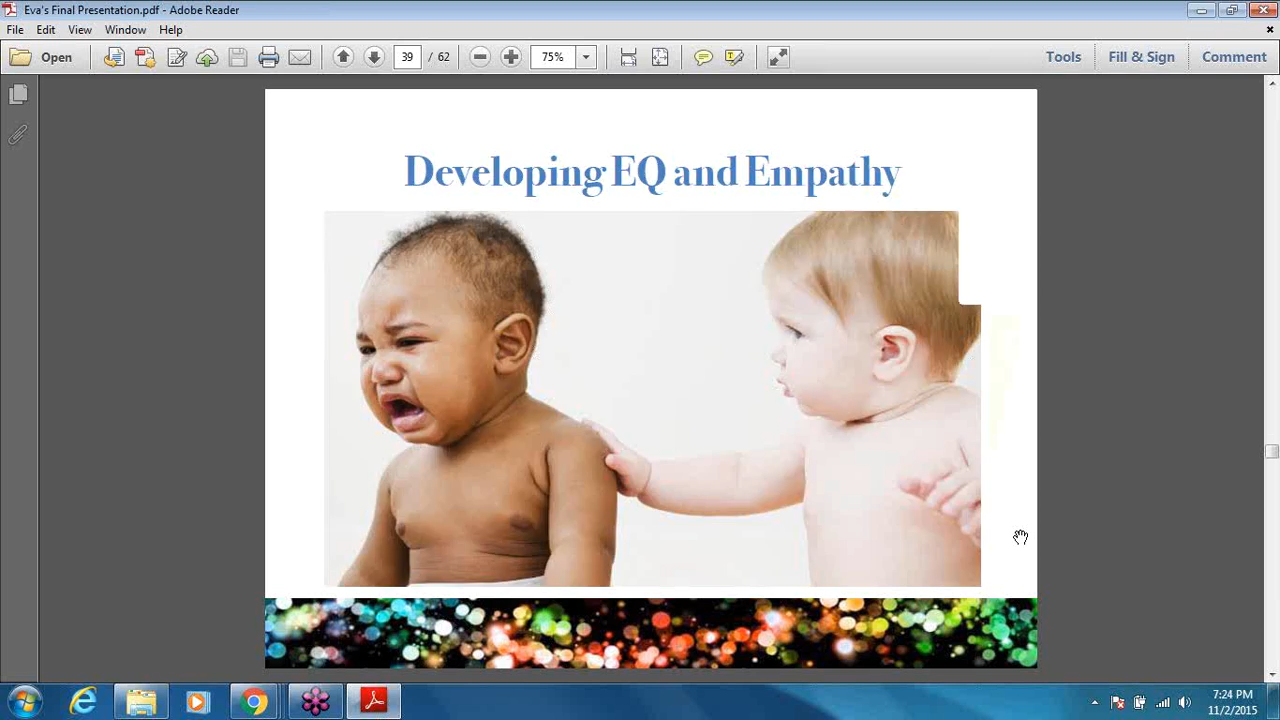 Eva's Final Presentation.pdf - Adobe Reader
File Edit View Window Help
Open 39 / 62 75% Tools Fill & Sign Comment
Developing EQ and Empathy
7:24 PM
11/2/2015